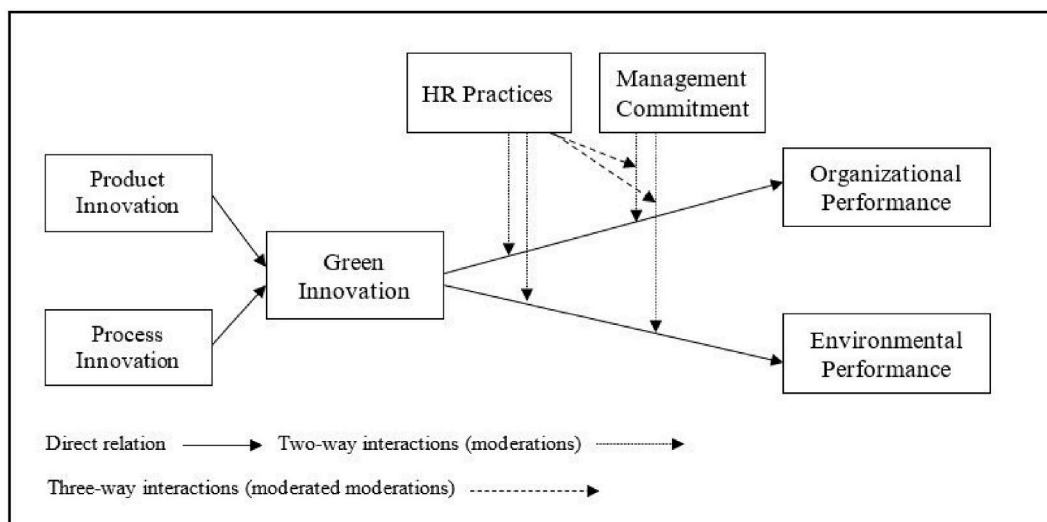 HR Practices
Management
Commitment
Product
Innovation
Organizational
Performance
Green
Innovation
Process
Innovation
Environmental
Performance
Direct relation
Two-way interactions (moderations)
Three-way interactions (moderated moderations)